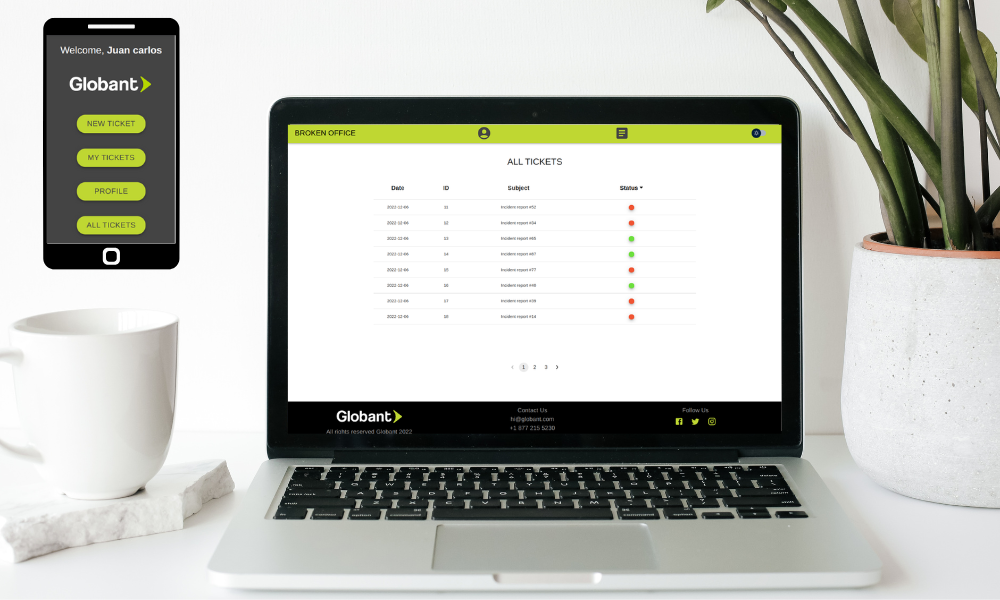 Welcome, Juan carlos
Globant
NEW TICKET
MY TICKETS
PROFILE
ALL TICKETS
BROKEN OFFICE
ALL TICKETS
Date ID Subject Status
2022-12-06 11 Incident report #52
2022-12-06 12 Incident report #34
2022-12-06 13 Incident report #65
2022-12-06 14 Incident report #67
2022-12-06 15 Incident report #77
2022-12-06 16 Incident report #48
2022-12-06 17 Incident report #39
2022-12-06 18 Incident report #14
‹ 1 2 3 ›
Globant
All rights reserved Globant 2022
Contact Us
hi@globant.com
+1 877 215 5230
Follow Us